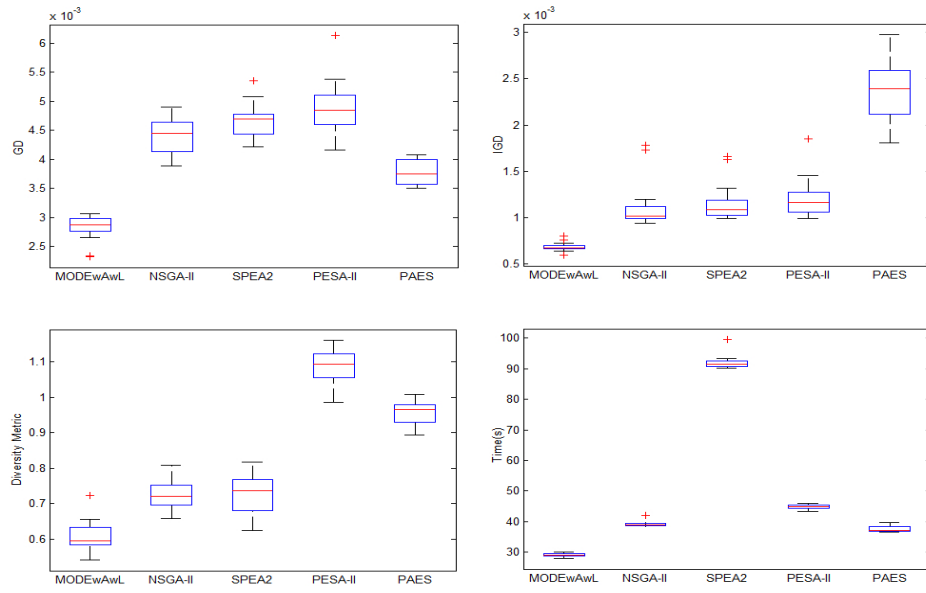 x 10⁻³
6
5.5
5
4.5
4
3.5
3
2.5
GD
MODEwAwL NSGA-II SPEA2 PESA-II PAES
x 10⁻³
3
2.5
2
1.5
1
0.5
IGD
MODEwAwL NSGA-II SPEA2 PESA-II PAES
1.1
1
0.9
0.8
0.7
0.6
Diversity Metric
MODEwAwL NSGA-II SPEA2 PESA-II PAES
100
90
80
70
60
50
40
30
Time(s)
MODEwAwL NSGA-II SPEA2 PESA-II PAES